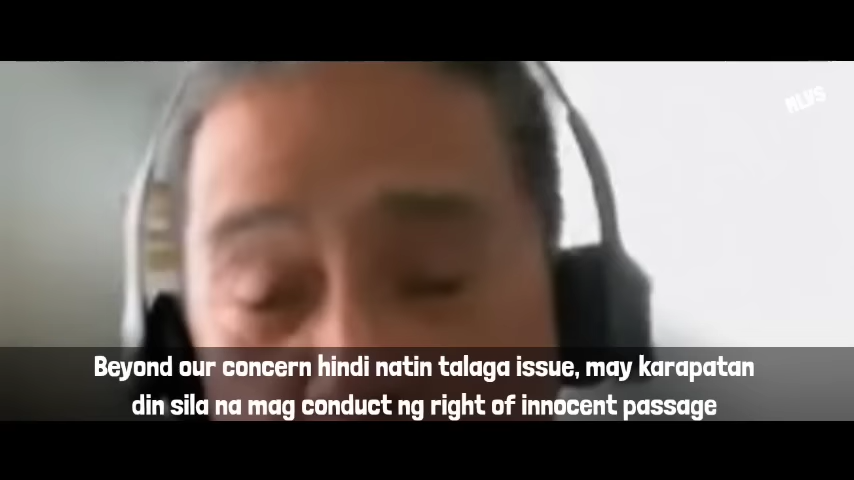 NLVS
Beyond our concern hindi natin talaga issue, may karapatan
din sila na mag conduct ng right of innocent passage